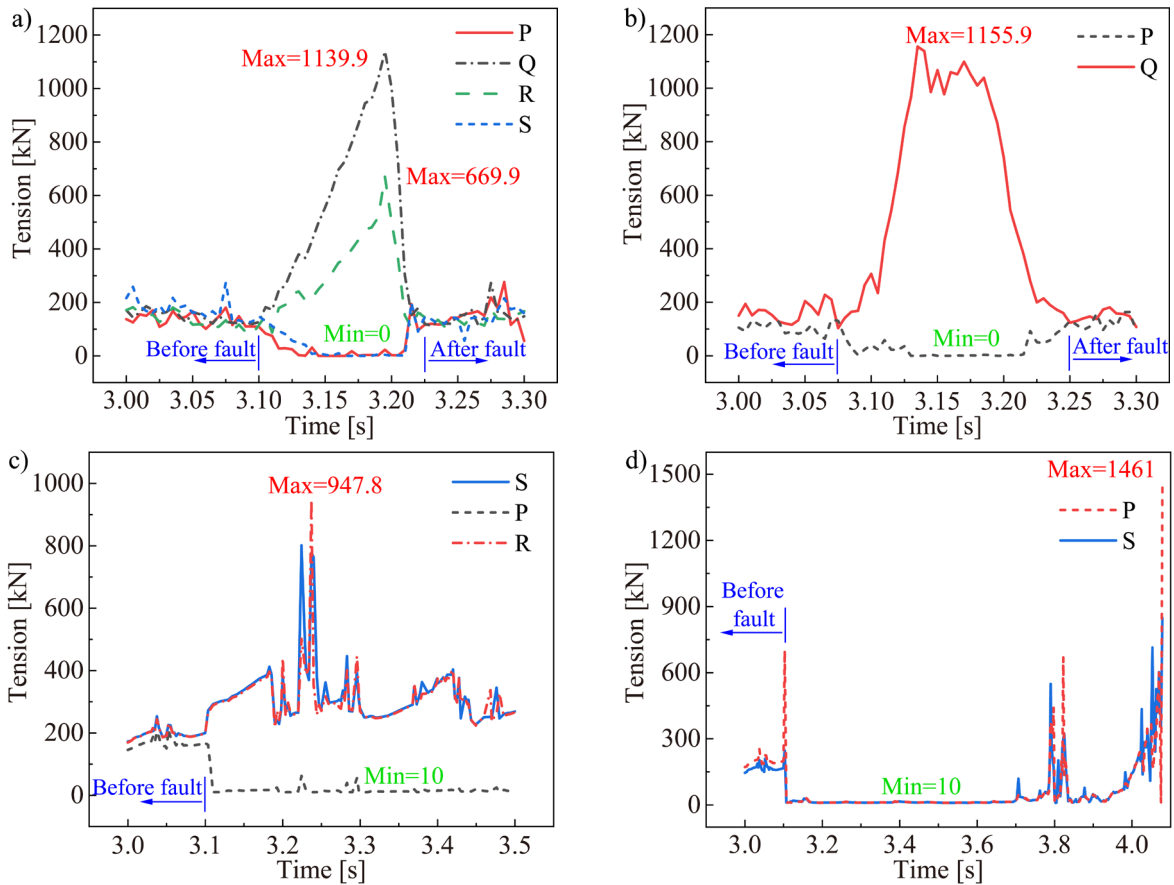 a)
Tension [kN]
1200
1000
800
600
400
200
0
Max=1139.9
Max=669.9
Min=0
P
Q
R
S
Before fault
After fault
3.00 3.05 3.10 3.15 3.20 3.25 3.30
Time [s]
b)
Tension [kN]
1200
1000
800
600
400
200
0
Max=1155.9
Min=0
P
Q
Before fault
After fault
3.00 3.05 3.10 3.15 3.20 3.25 3.30
Time [s]
c)
Tension [kN]
1000
800
600
400
200
0
Max=947.8
S
P
R
Min=10
Before fault
3.0 3.1 3.2 3.3 3.4 3.5
Time [s]
d)
Tension [kN]
1500
1200
900
600
300
0
Max=1461
P
S
Before
fault
Min=10
3.0 3.2 3.4 3.6 3.8 4.0
Time [s]